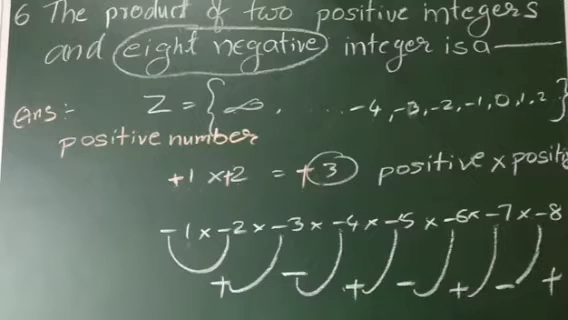 6 The product of two positive integers
and eight negative integer is a ——
Ans:- Z = { ∞, . . . . -4, -3, -2, -1, 0, 1, 2 }
positive number
+1 x +2 = +3 positive x positi
-1 x -2 x -3 x -4 x -5 x -6 x -7 x -8
+ - + - + - +